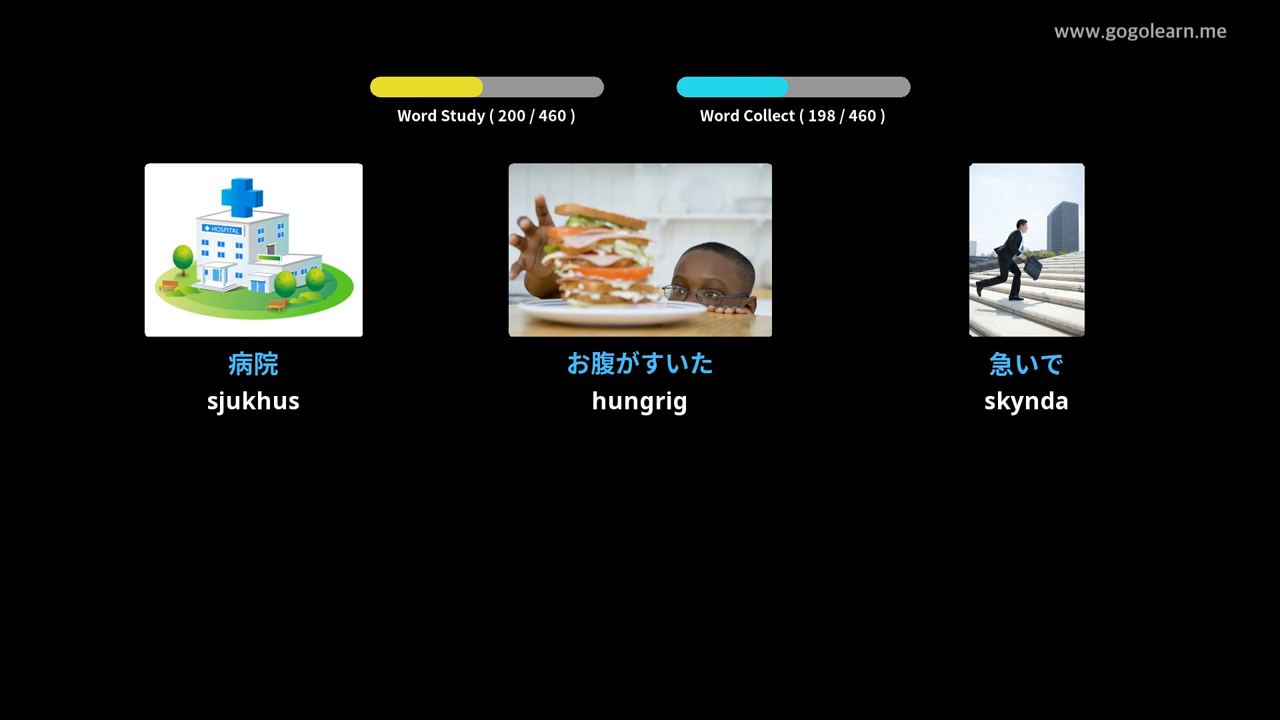 www.gogolearn.me
Word Study ( 200 / 460 )
Word Collect ( 198 / 460 )
HOSPITAL
病院
お腹がすいた
急いで
sjukhus
hungrig
skynda